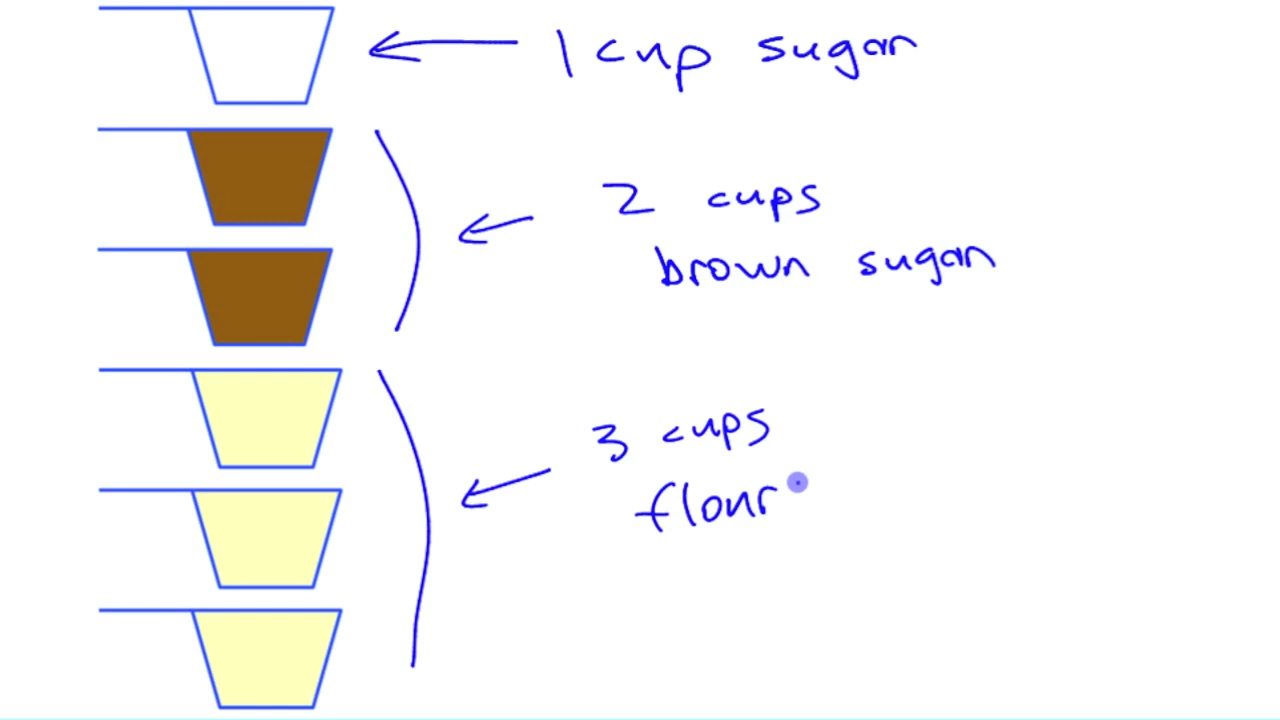 1 cup sugar
2 cups
brown sugar
3 cups
flour